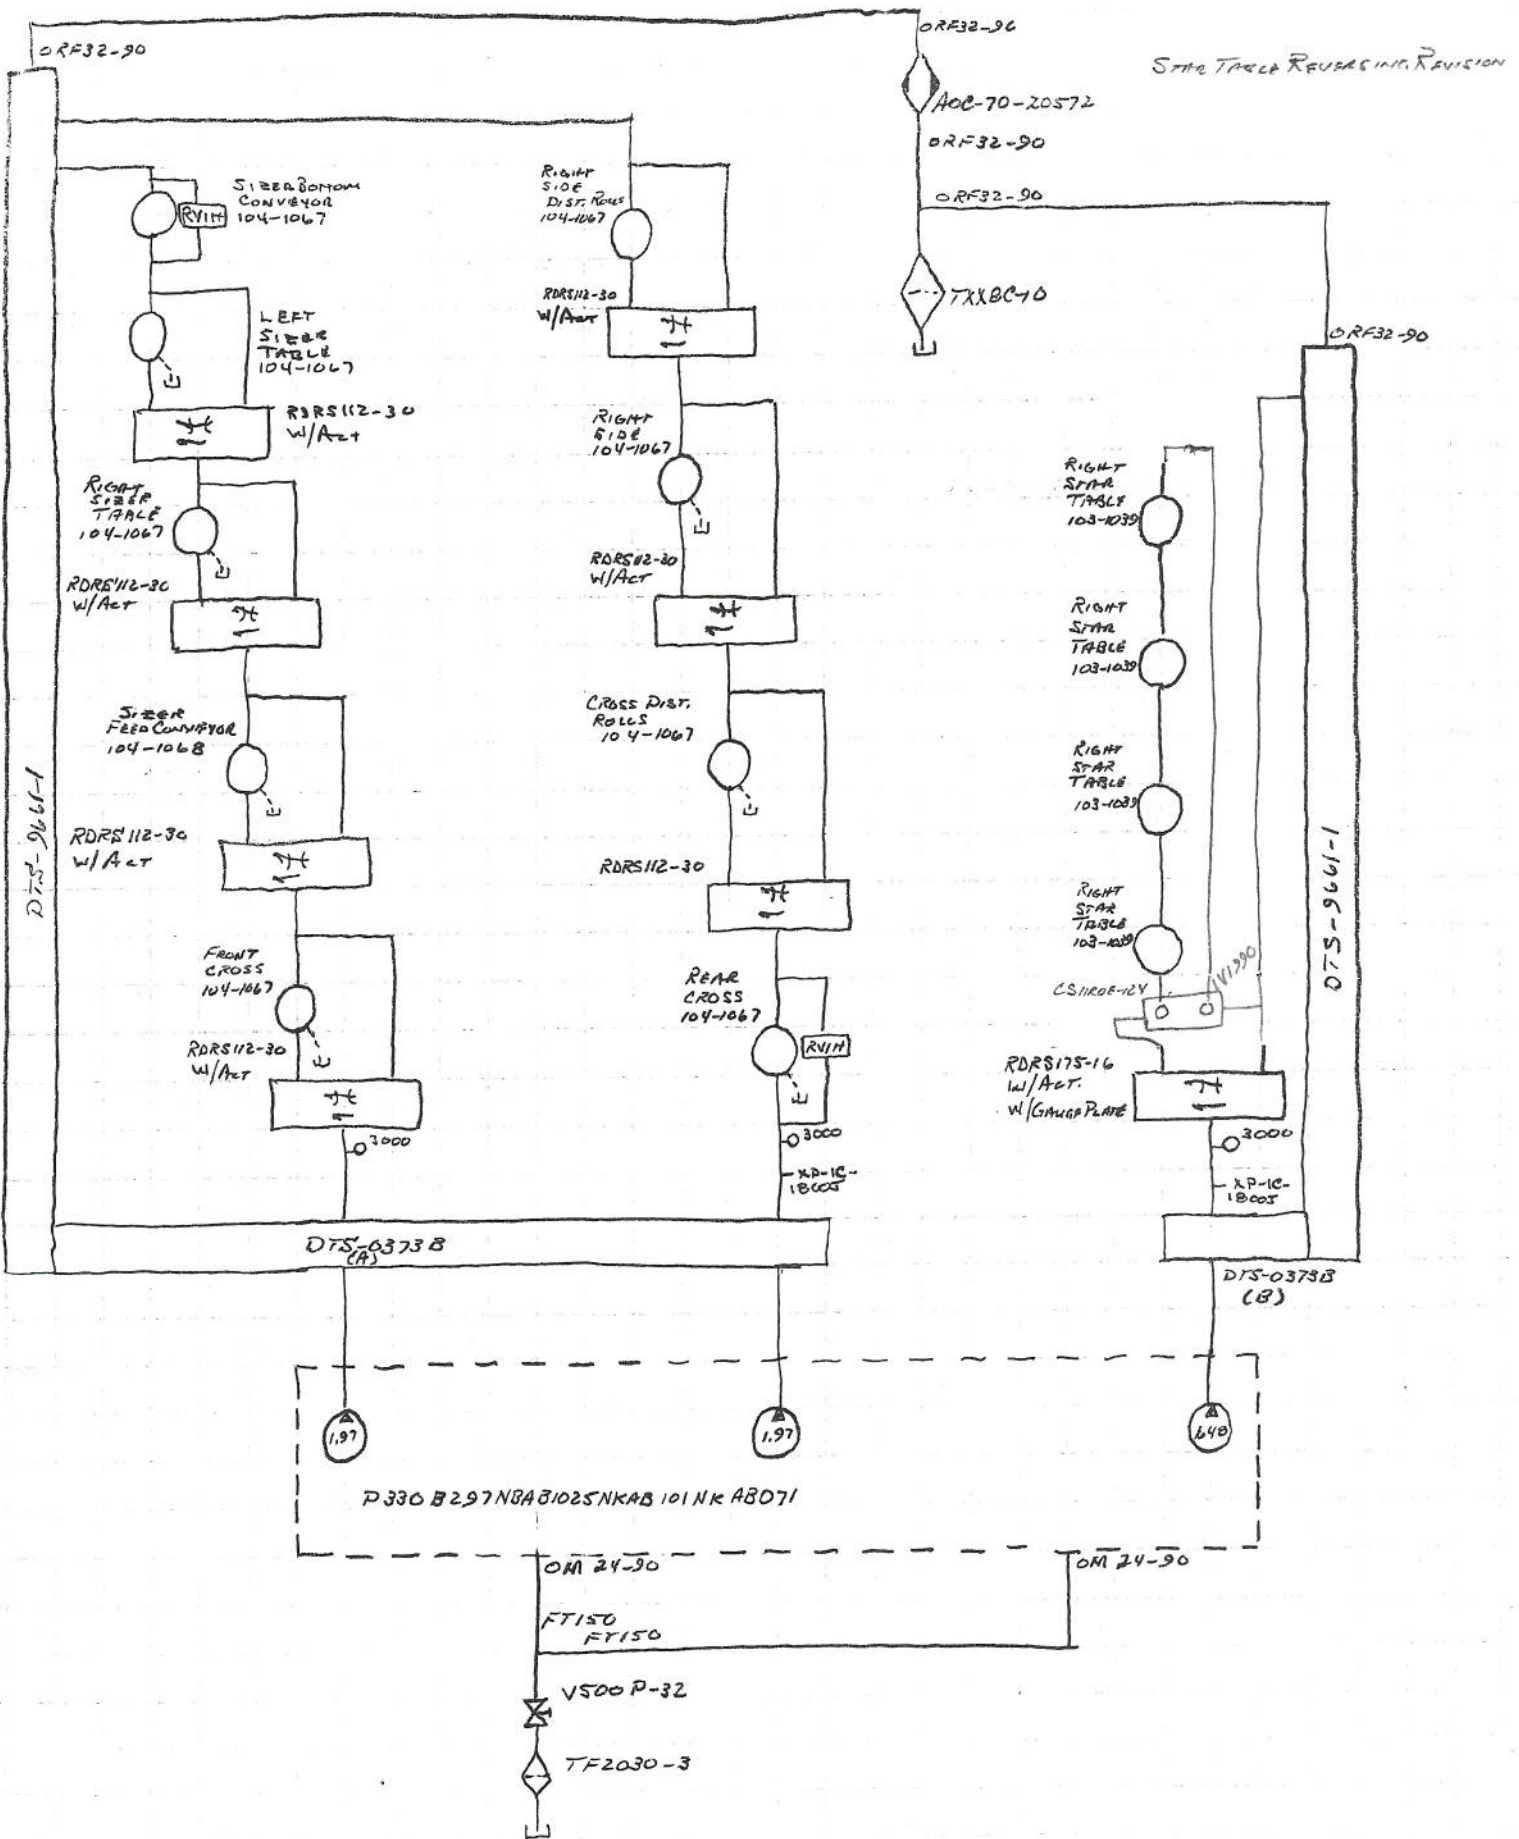 ORF32-90
ORF32-90
STAR TABLE REVERSING REVISION
AOC-70-20572
ORF32-90
ORF32-90
TXXBC-10
ORF32-90
SIZER BOTTOM
CONVEYOR
104-1067
RV1H
LEFT
SIZER
TABLE
104-1067
RDRS112-30
W/ACT
RIGHT
SIZER
TABLE
104-1067
RDRS112-30
W/ACT
SIZER
FEED CONVEYOR
104-1068
RDRS112-30
W/ACT
FRONT
CROSS
104-1067
RDRS112-30
W/ACT
3000
RIGHT
SIDE
DIST. ROLLS
104-1067
RDRS112-30
W/ACT
RIGHT
SIDE
104-1067
RDRS112-30
W/ACT
CROSS DIST.
ROLLS
104-1067
RDRS112-30
REAR
CROSS
104-1067
RV1H
3000
XP-1C-
1800J
RIGHT
STAR
TABLE
103-1039
RIGHT
STAR
TABLE
103-1039
RIGHT
STAR
TABLE
103-1039
RIGHT
STAR
TABLE
103-1039
RDRS175-16
W/ACT.
W/GAUGE PLATE
3000
XP-1C-
1800J
DTS-9661-1
DTS-9661-1
DTS-0373B
(A)
DTS-0373B
(B)
1.97
1.97
.648
P330B297NBAB1025NKAB101NKAB071
OM 24-90
OM 24-90
FT150
FT150
V500P-32
TF2030-3